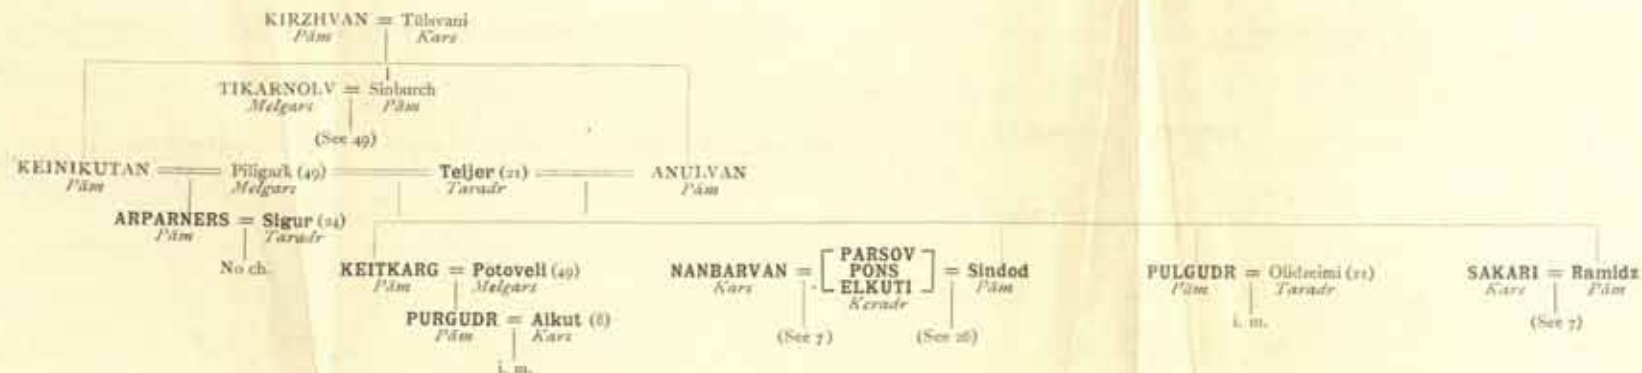 KIRZHVAN = Tülsvani
Päm Kars
TIKARNOLV = Sinburch
Melgars Päm
(See 49)
KEINIKUTAN = Piligurk (49) = Teljer (21) = ANULVAN
Päm Melgars Taradr Päm
ARPARNERS = Sigur (24)
Päm Taradr
No ch.
KEITKARG = Potoveli (49)
Päm Melgars
NANBARVAN = [PARSOV PONS ELKUTI] = Sindod
Kars Keradr Päm
PULGUDR = (21)
Päm Taradr
SAKARI = Ramidz
Kars Päm
PURGUDR = Alkut (8)
Päm Kars
i. m.
(See 7)
(See 26)
i. m.
(See 7)